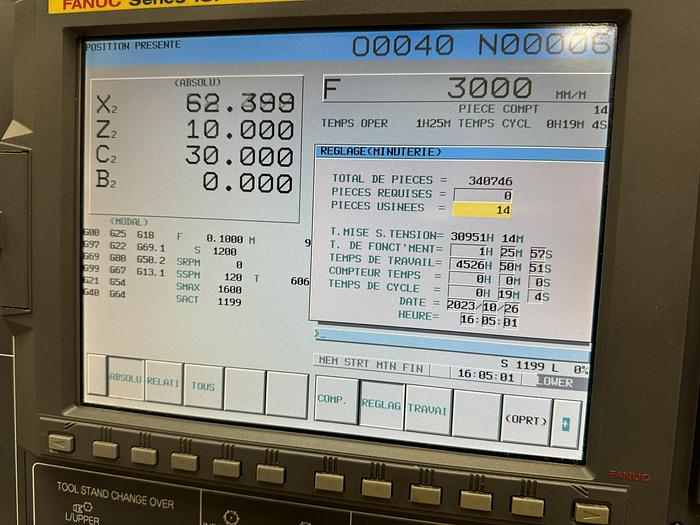 FANUC Series
POSITION PRESENTE O0040 N00006
(ABSOLU)
X2 62.399
Z2 10.000
C2 30.000
B2 0.000
F 3000 MM/M
PIECE COMPT 14
TEMPS OPER 1H25M TEMPS CYCL 0H19M 4S
REGLAGE(MINUTERIE)
TOTAL DE PIECES = 340746
PIECES REQUISES = 0
PIECES USINEES = 14
T.MISE S.TENSION= 30951H 14M
T. DE FONCT'MENT= 1H 25M 57S
TEMPS DE TRAVAIL= 4526H 50M 51S
COMPTEUR TEMPS = 0H 0M 0S
TEMPS DE CYCLE = 0H 19M 4S
DATE = 2023/10/26
HEURE= 16:05:01
(MODAL)
G00 G25 G18 F 0.1000 M 9
G97 G22 G69.1 S 1200
G69 G80 G50.2 SRPM 0
G99 G67 G13.1 SSPM 120 T 606
G21 G54 SMAX 1600
G40 G64 SACT 1199
>_
S 1199 L 0%
MEM STRT MTN FIN 16:05:01 LOWER
ABSOLU RELATI TOUS COMP. REGLAG TRAVAI (OPRT) +
FANUC
TOOL STAND CHANGE OVER
L/UPPER